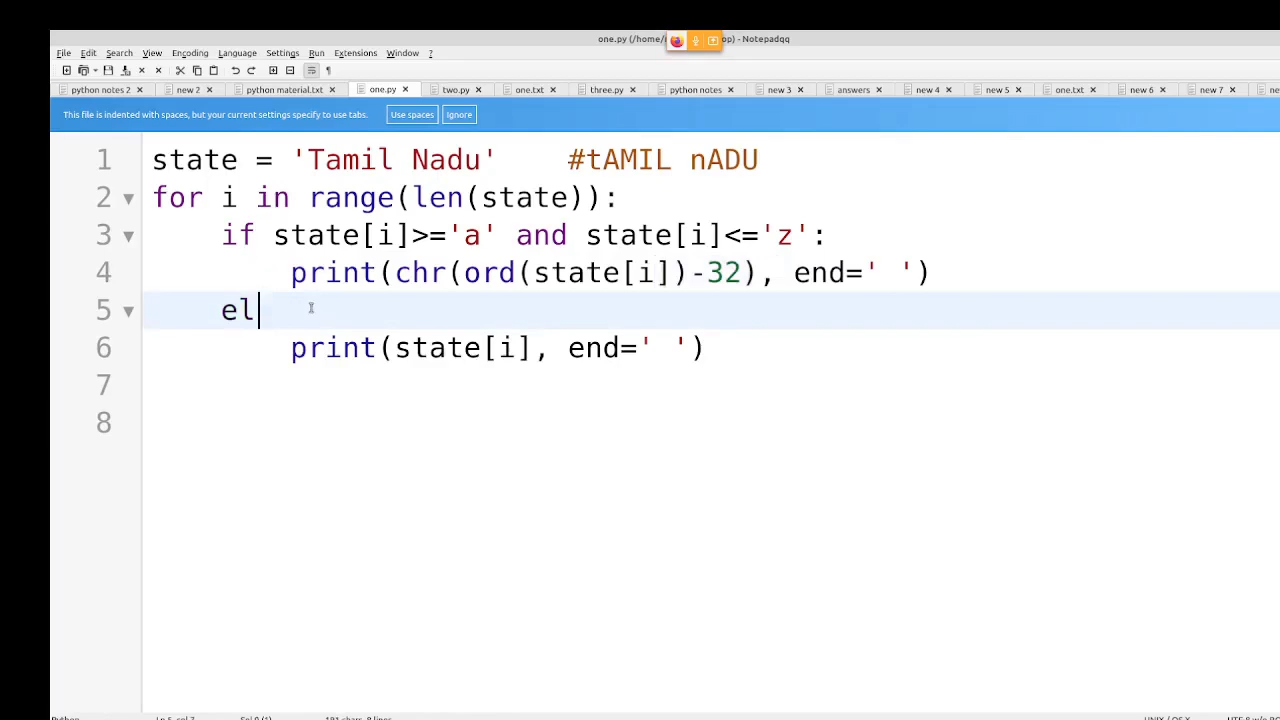 one.py (/home/ op) - Notepadqq
File Edit Search View Encoding Language Settings Run Extensions Window ?
python notes 2 new 2 python material.txt one.py two.py one.txt three.py python notes new 3 answers new 4 new 5 one.txt new 6 new 7
This file is indented with spaces, but your current settings specify to use tabs. Use spaces Ignore
1 state = 'Tamil Nadu' #tAMIL nADU
2 for i in range(len(state)):
3 if state[i]>='a' and state[i]<='z':
4 print(chr(ord(state[i])-32), end=' ')
5 el
6 print(state[i], end=' ')
7
8